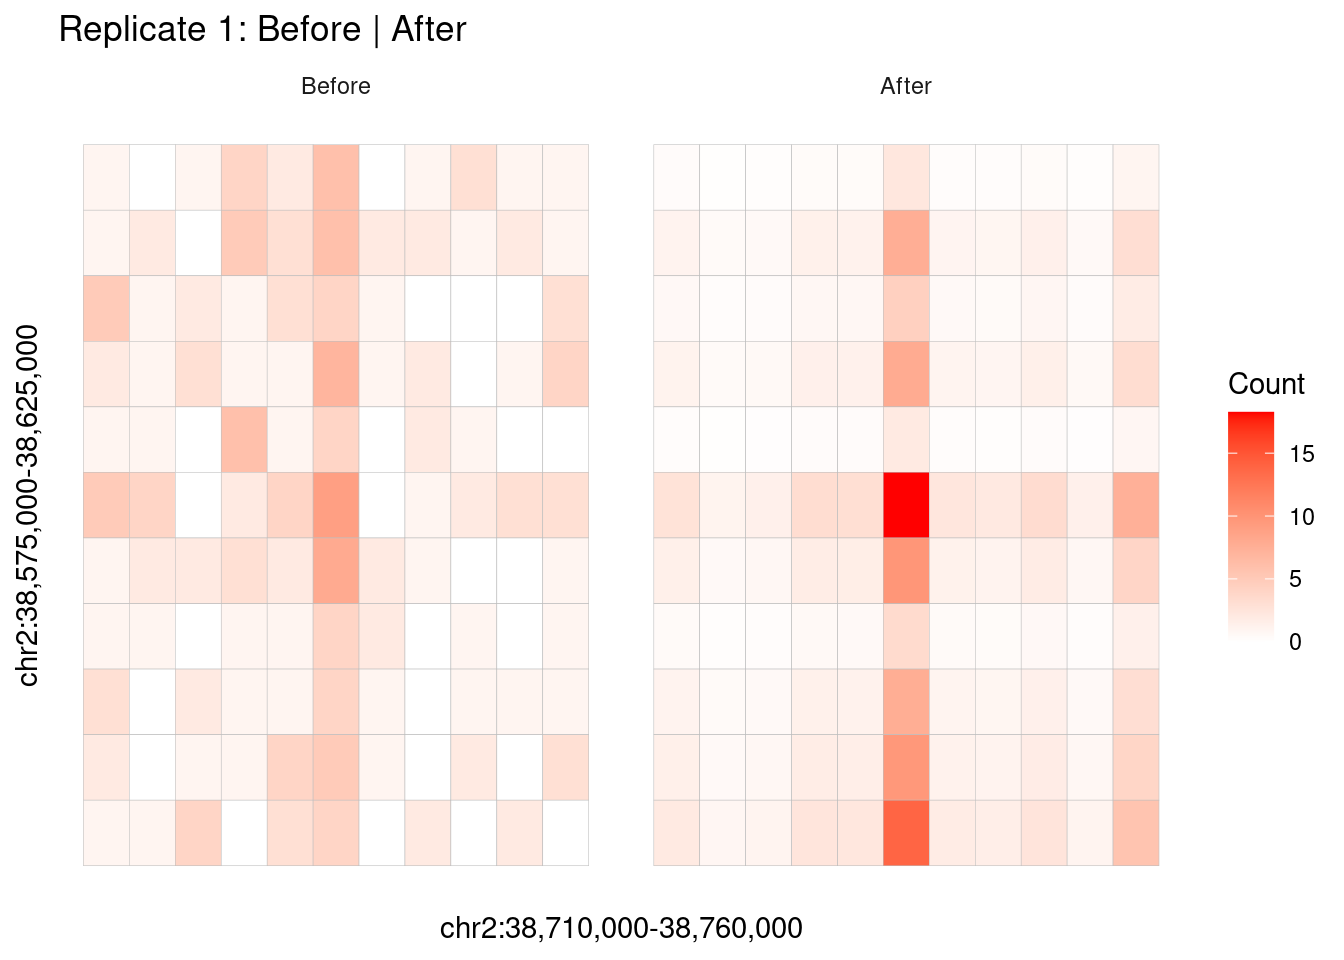 Replicate 1: Before | After
Before
After
chr2:38,575,000-38,625,000
Count
15
10
5
0
chr2:38,710,000-38,760,000